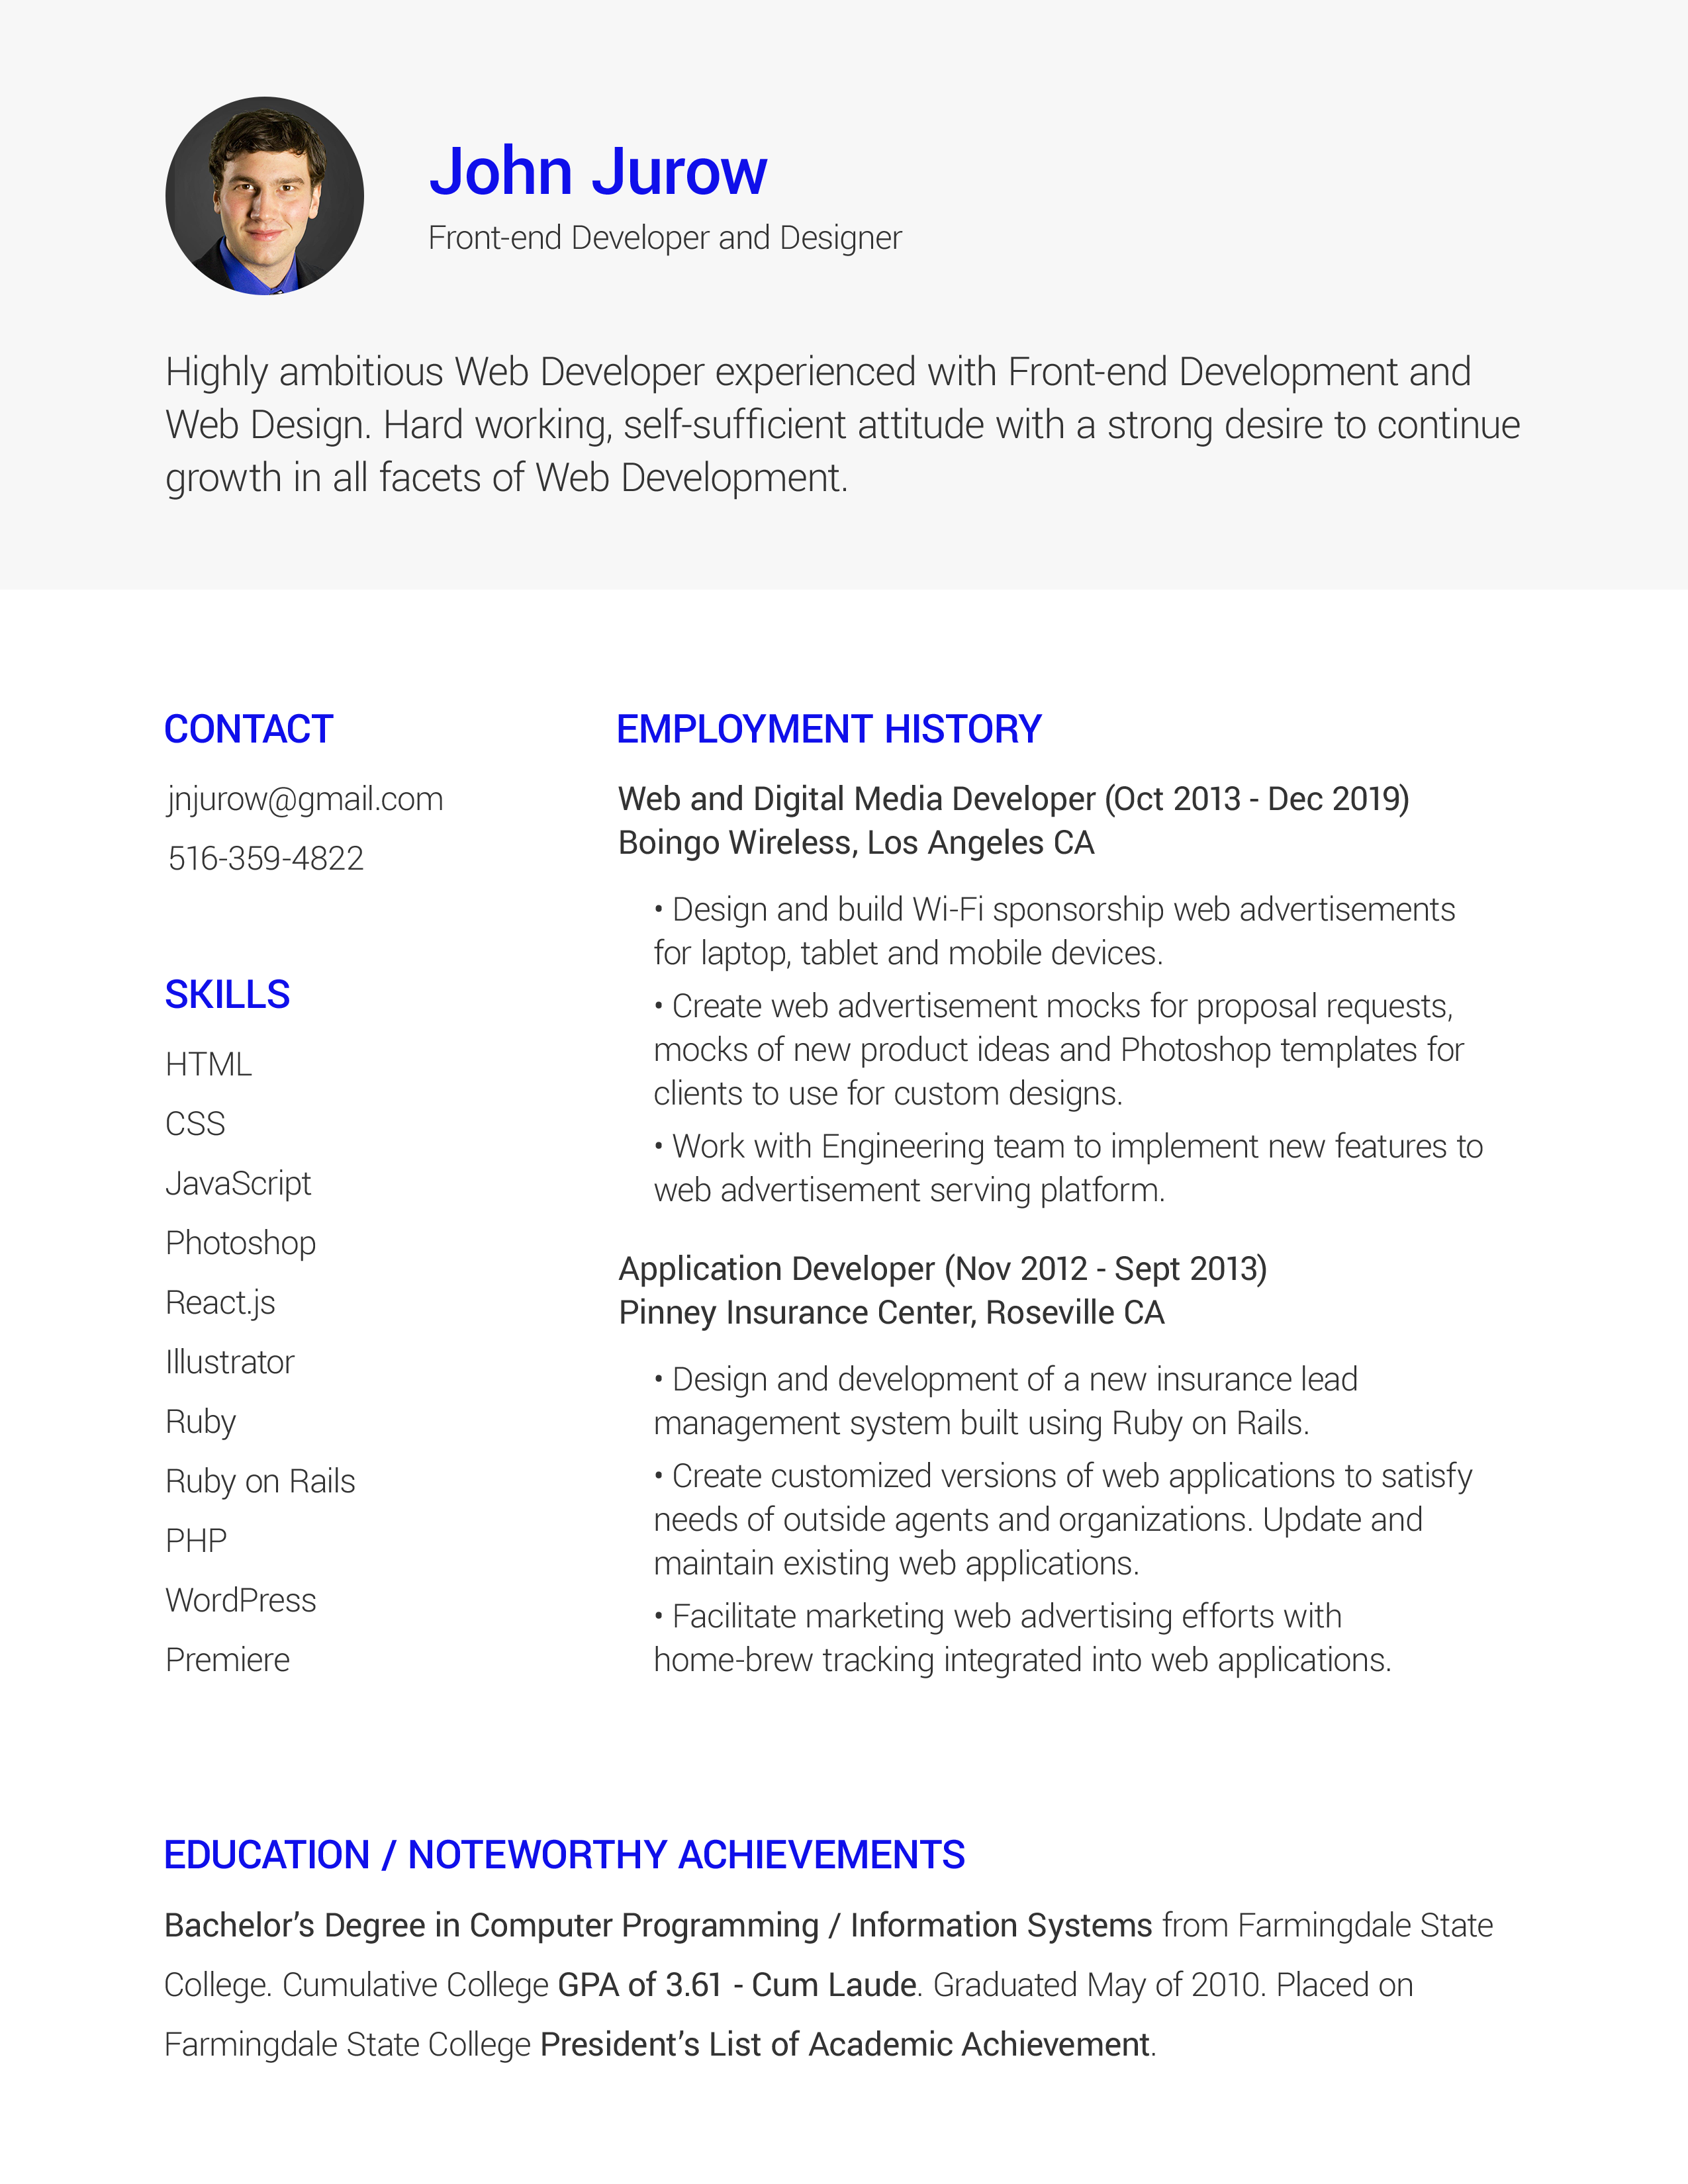 John Jurow
Front-end Developer and Designer
Highly ambitious Web Developer experienced with Front-end Development and
Web Design. Hard working, self-sufficient attitude with a strong desire to continue
growth in all facets of Web Development.
CONTACT
jnjurow@gmail.com
516-359-4822
SKILLS
HTML
CSS
JavaScript
Photoshop
React.js
Illustrator
Ruby
Ruby on Rails
PHP
WordPress
Premiere
EMPLOYMENT HISTORY
Web and Digital Media Developer (Oct 2013 - Dec 2019)
Boingo Wireless, Los Angeles CA
• Design and build Wi-Fi sponsorship web advertisements
for laptop, tablet and mobile devices.
• Create web advertisement mocks for proposal requests,
mocks of new product ideas and Photoshop templates for
clients to use for custom designs.
• Work with Engineering team to implement new features to
web advertisement serving platform.
Application Developer (Nov 2012 - Sept 2013)
Pinney Insurance Center, Roseville CA
• Design and development of a new insurance lead
management system built using Ruby on Rails.
• Create customized versions of web applications to satisfy
needs of outside agents and organizations. Update and
maintain existing web applications.
• Facilitate marketing web advertising efforts with
home-brew tracking integrated into web applications.
EDUCATION / NOTEWORTHY ACHIEVEMENTS
Bachelor’s Degree in Computer Programming / Information Systems from Farmingdale State
College. Cumulative College GPA of 3.61 - Cum Laude. Graduated May of 2010. Placed on
Farmingdale State College President’s List of Academic Achievement.